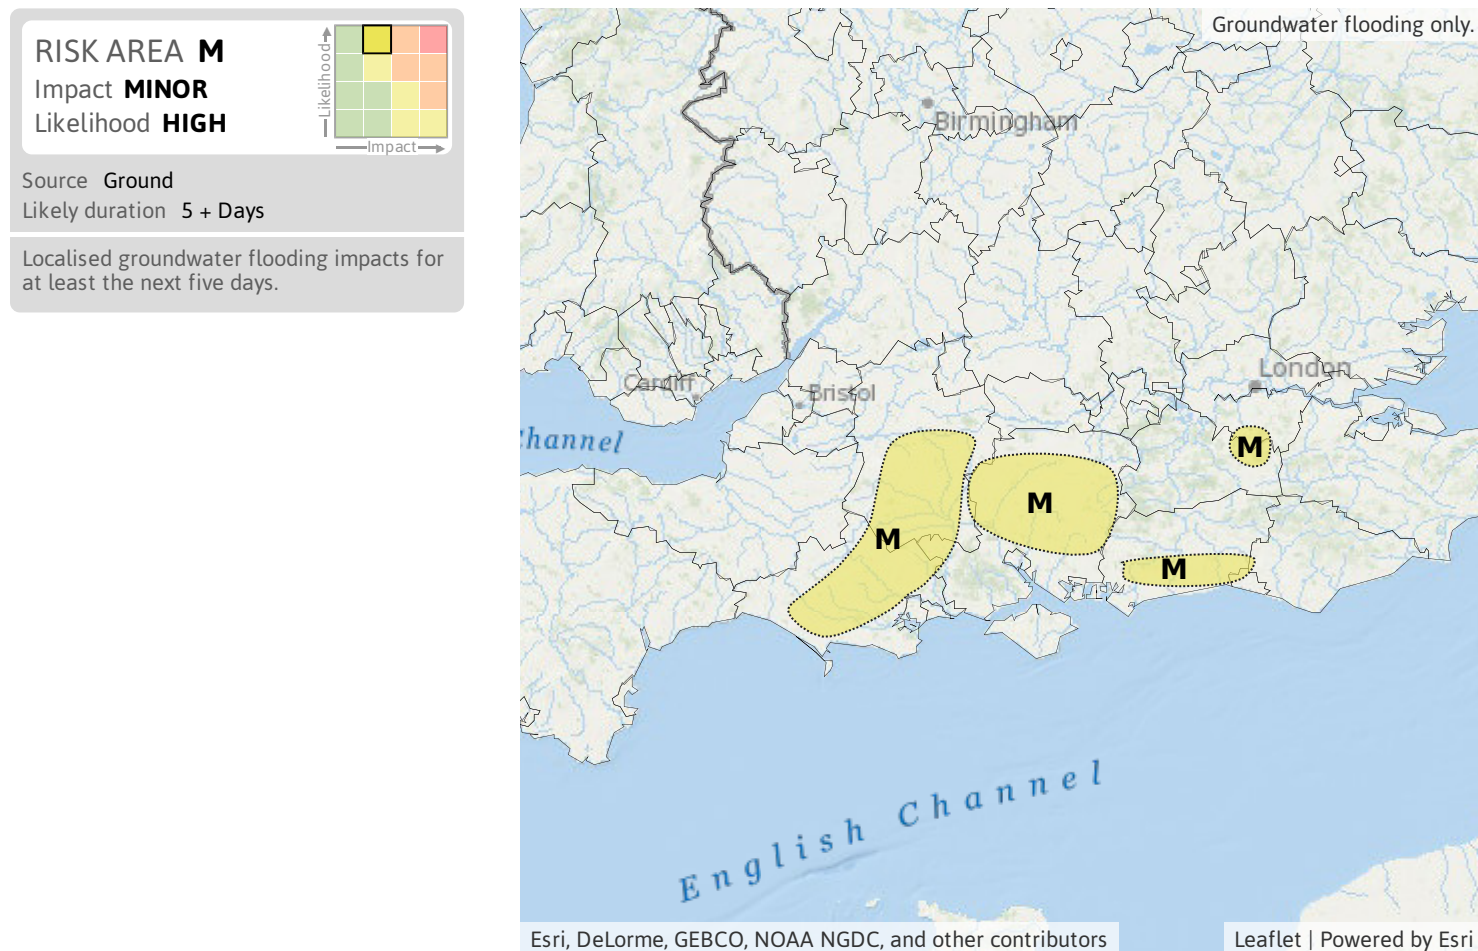 RISK AREA M
Impact MINOR
Likelihood HIGH
Likelihood
Impact
Source Ground
Likely duration 5 + Days
Localised groundwater flooding impacts for
at least the next five days.
Groundwater flooding only.
Birmingham
London
Cardiff
Bristol
hannel
M
M
M
M
English Channel
Esri, DeLorme, GEBCO, NOAA NGDC, and other contributors
Leaflet | Powered by Esri